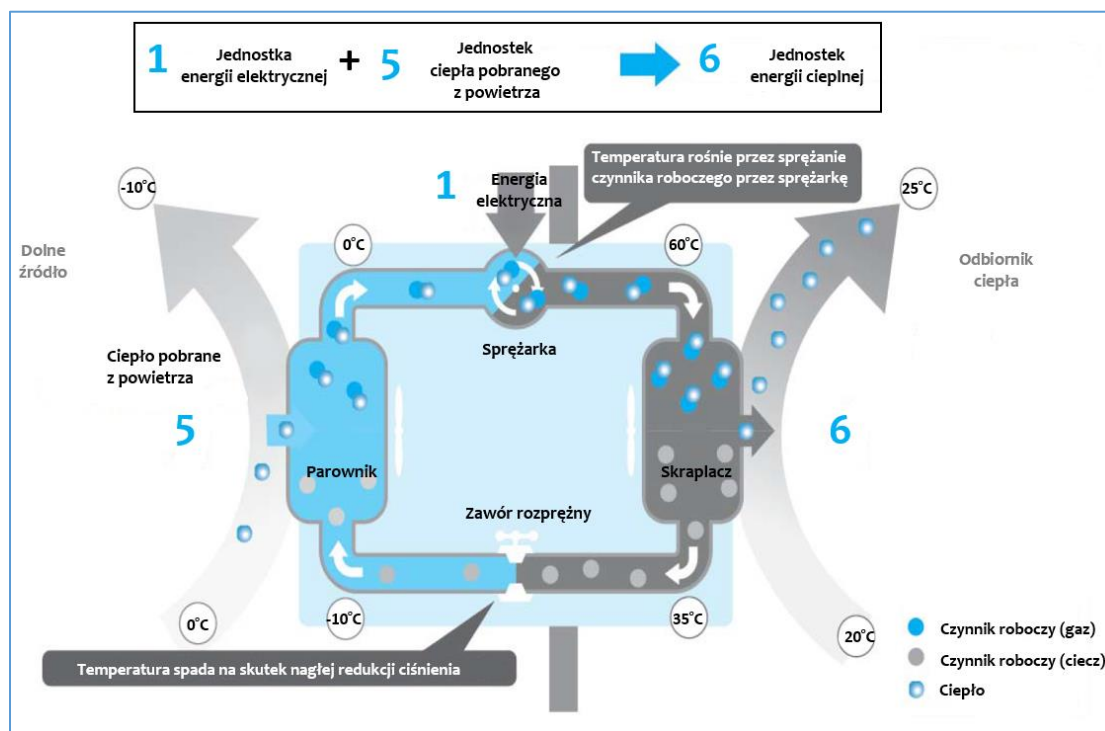 1
Jednostka
energii elektrycznej
+
5
Jednostek
ciepła pobranego
z powietrza
6
Jednostek
energii cieplnej
Temperatura rośnie przez sprężanie
czynnika roboczego przez sprężarkę
-10°C
1
Energia
elektryczna
25°C
Dolne
źródło
0°C
60°C
Odbiornik
ciepła
Sprężarka
Ciepło pobrane
z powietrza
5
6
Parownik
Skraplacz
Zawór rozprężny
0°C
-10°C
35°C
20°C
Temperatura spada na skutek nagłej redukcji ciśnienia
Czynnik roboczy (gaz)
Czynnik roboczy (ciecz)
Ciepło